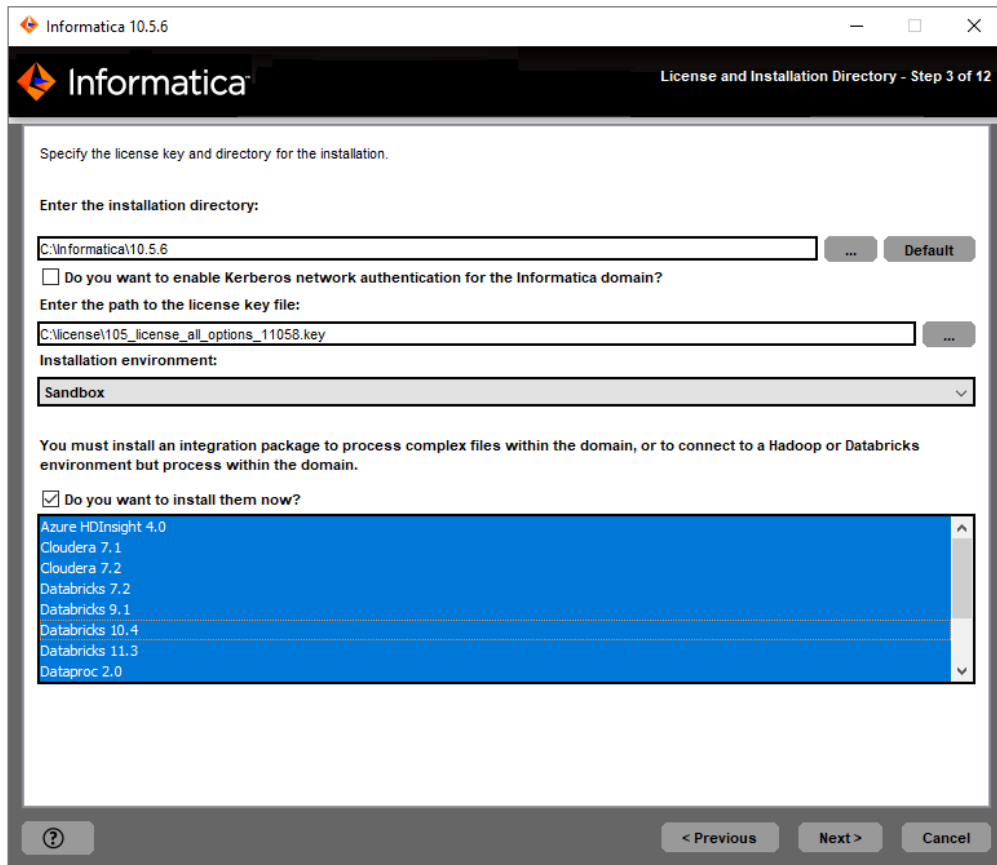 Informatica 10.5.6
Informatica
License and Installation Directory - Step 3 of 12
Specify the license key and directory for the installation.
Enter the installation directory:
C:\Informatica\10.5.6
...
Default
Do you want to enable Kerberos network authentication for the Informatica domain?
Enter the path to the license key file:
C:\license\105_license_all_options_11058.key
...
Installation environment:
Sandbox
You must install an integration package to process complex files within the domain, or to connect to a Hadoop or Databricks
environment but process within the domain.
Do you want to install them now?
Azure HDInsight 4.0
Cloudera 7.1
Cloudera 7.2
Databricks 7.2
Databricks 9.1
Databricks 10.4
Databricks 11.3
Dataproc 2.0
?
< Previous
Next >
Cancel